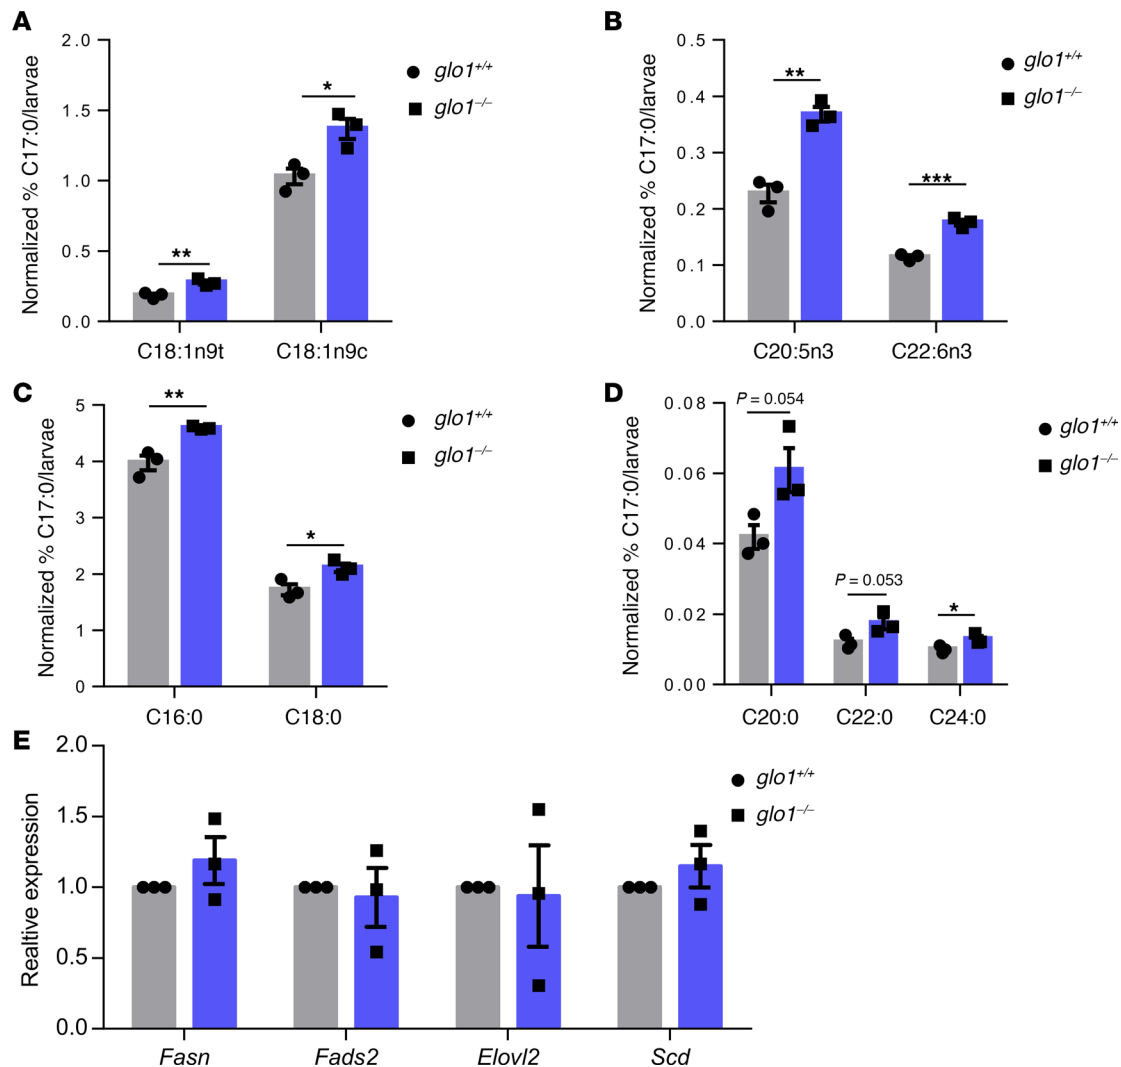 A
Normalized % C17:0/larvae
2.0
1.5
1.0
0.5
0.0
**
*
C18:1n9t
C18:1n9c
glo1+/+
glo1–/–
B
Normalized % C17:0/larvae
0.5
0.4
0.3
0.2
0.1
0.0
**
***
C20:5n3
C22:6n3
glo1+/+
glo1–/–
C
Normalized % C17:0/larvae
5
4
3
2
1
0
**
*
C16:0
C18:0
glo1+/+
glo1–/–
D
Normalized % C17:0/larvae
0.08
0.06
0.04
0.02
0.00
P = 0.054
P = 0.053
*
C20:0
C22:0
C24:0
glo1+/+
glo1–/–
E
Realtive expression
2.0
1.5
1.0
0.5
0.0
Fasn
Fads2
Elovl2
Scd
glo1+/+
glo1–/–